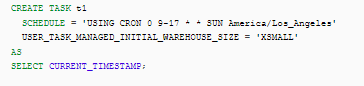 CREATE TASK t1
SCHEDULE = 'USING CRON 0 9-17 * * SUN America/Los_Angeles'
USER_TASK_MANAGED_INITIAL_WAREHOUSE_SIZE = 'XSMALL'
AS
SELECT CURRENT_TIMESTAMP;